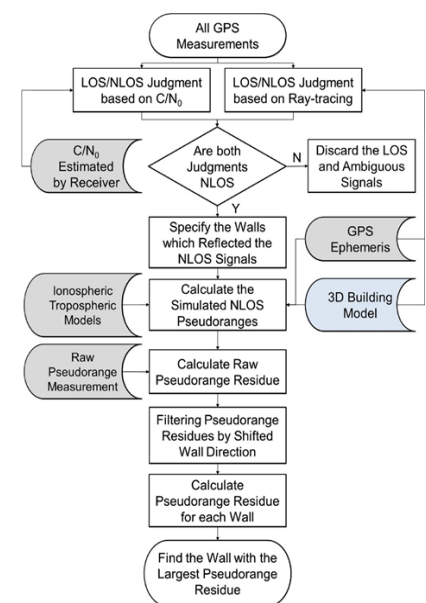 All GPS
Measurements
LOS/NLOS Judgment
based on C/N₀
LOS/NLOS Judgment
based on Ray-tracing
C/N₀
Estimated
by Receiver
Are both
Judgments
NLOS
N
Discard the LOS
and Ambiguous
Signals
Y
Specify the Walls
which Reflected the
NLOS Signals
GPS
Ephemeris
Ionospheric
Tropospheric
Models
Calculate the
Simulated NLOS
Pseudoranges
3D Building
Model
Raw
Pseudorange
Measurement
Calculate Raw
Pseudorange Residue
Filtering Pseudorange
Residues by Shifted
Wall Direction
Calculate
Pseudorange Residue
for each Wall
Find the Wall with the
Largest Pseudorange
Residue